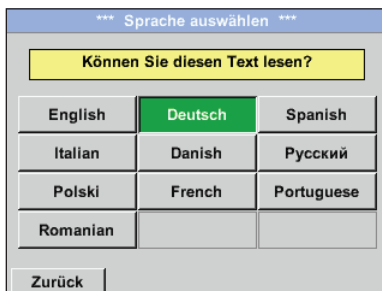 *** Sprache auswählen ***
Können Sie diesen Text lesen?
English Deutsch Spanish
Italian Danish Русский
Polski French Portuguese
Romanian
Zurück